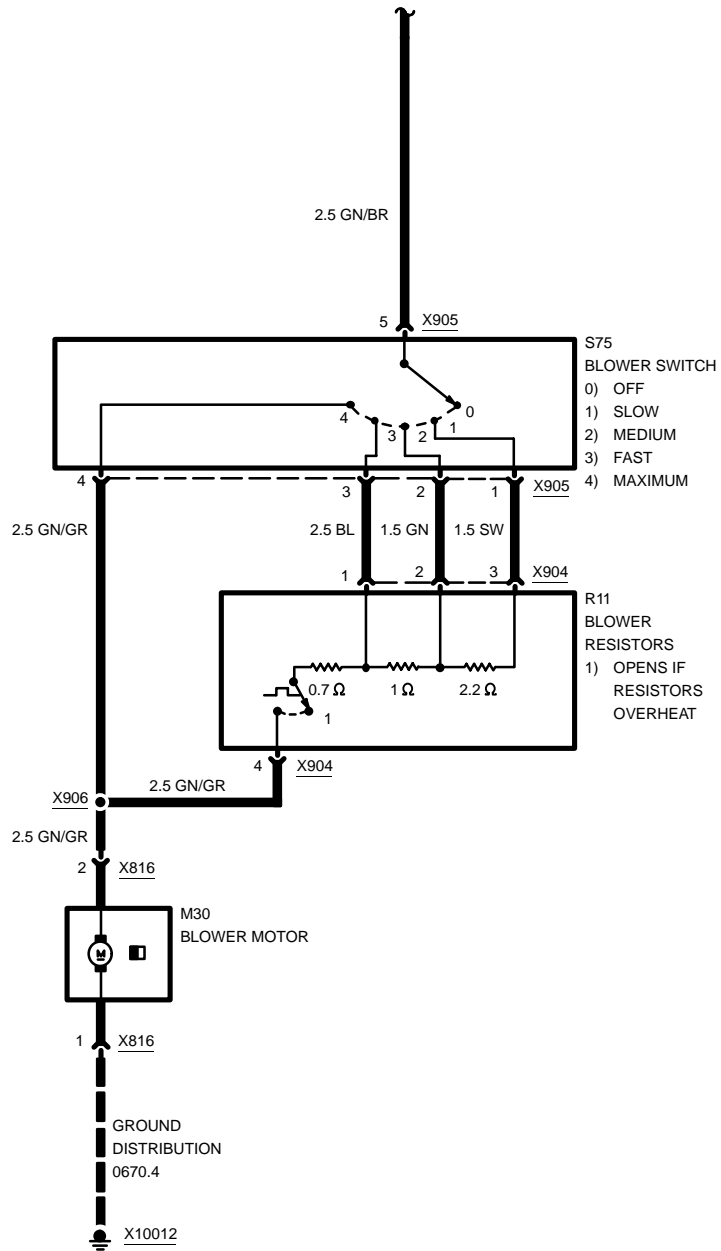 2.5 GN/BR
5 X905
S75
BLOWER SWITCH
0) OFF
1) SLOW
2) MEDIUM
3) FAST
4) MAXIMUM
4 3 2 1 0
4 3 2 1 X905
2.5 GN/GR 2.5 BL 1.5 GN 1.5 SW
1 2 3 X904
R11
BLOWER
RESISTORS
1) OPENS IF
RESISTORS
OVERHEAT
0.7 Ω 1 Ω 2.2 Ω
1
4 X904
2.5 GN/GR
X906
2.5 GN/GR
2 X816
M30
BLOWER MOTOR
M
1 X816
GROUND
DISTRIBUTION
0670.4
X10012